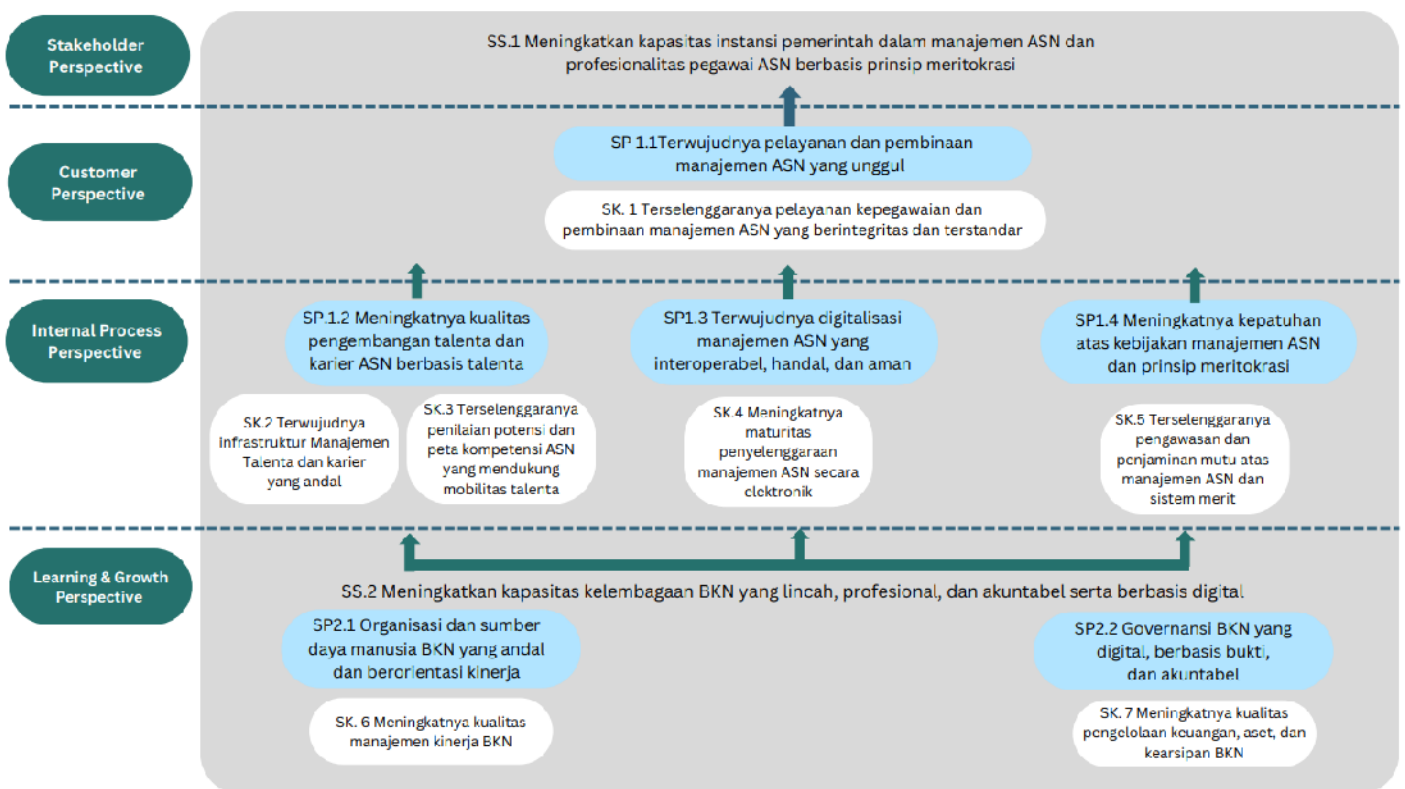 Stakeholder
Perspective
SS.1 Meningkatkan kapasitas instansi pemerintah dalam manajemen ASN dan
profesionalitas pegawai ASN berbasis prinsip meritokrasi
Customer
Perspective
SP 1.1Terwujudnya pelayanan dan pembinaan
manajemen ASN yang unggul
SK. 1 Terselenggaranya pelayanan kepegawaian dan
pembinaan manajemen ASN yang berintegritas dan terstandar
Internal Process
Perspective
SP.1.2 Meningkatnya kualitas
pengembangan talenta dan
karier ASN berbasis talenta
SP1.3 Terwujudnya digitalisasi
manajemen ASN yang
interoperabel, handal, dan aman
SP1.4 Meningkatnya kepatuhan
atas kebijakan manajemen ASN
dan prinsip meritokrasi
SK.2 Terwujudnya
infrastruktur Manajemen
Talenta dan karier
yang andal
SK.3 Terselenggaranya
penilaian potensi dan
peta kompetensi ASN
yang mendukung
mobilitas talenta
SK.4 Meningkatnya
maturitas
penyelenggaraan
manajemen ASN secara
elektronik
SK.5 Terselenggaranya
pengawasan dan
penjaminan mutu atas
manajemen ASN dan
sistem merit
Learning & Growth
Perspective
SS.2 Meningkatkan kapasitas kelembagaan BKN yang lincah, profesional, dan akuntabel serta berbasis digital
SP2.1 Organisasi dan sumber
daya manusia BKN yang andal
dan berorientasi kinerja
SP2.2 Governansi BKN yang
digital, berbasis bukti,
dan akuntabel
SK. 6 Meningkatnya kualitas
manajemen kinerja BKN
SK. 7 Meningkatnya kualitas
pengelolaan keuangan, aset, dan
kearsipan BKN